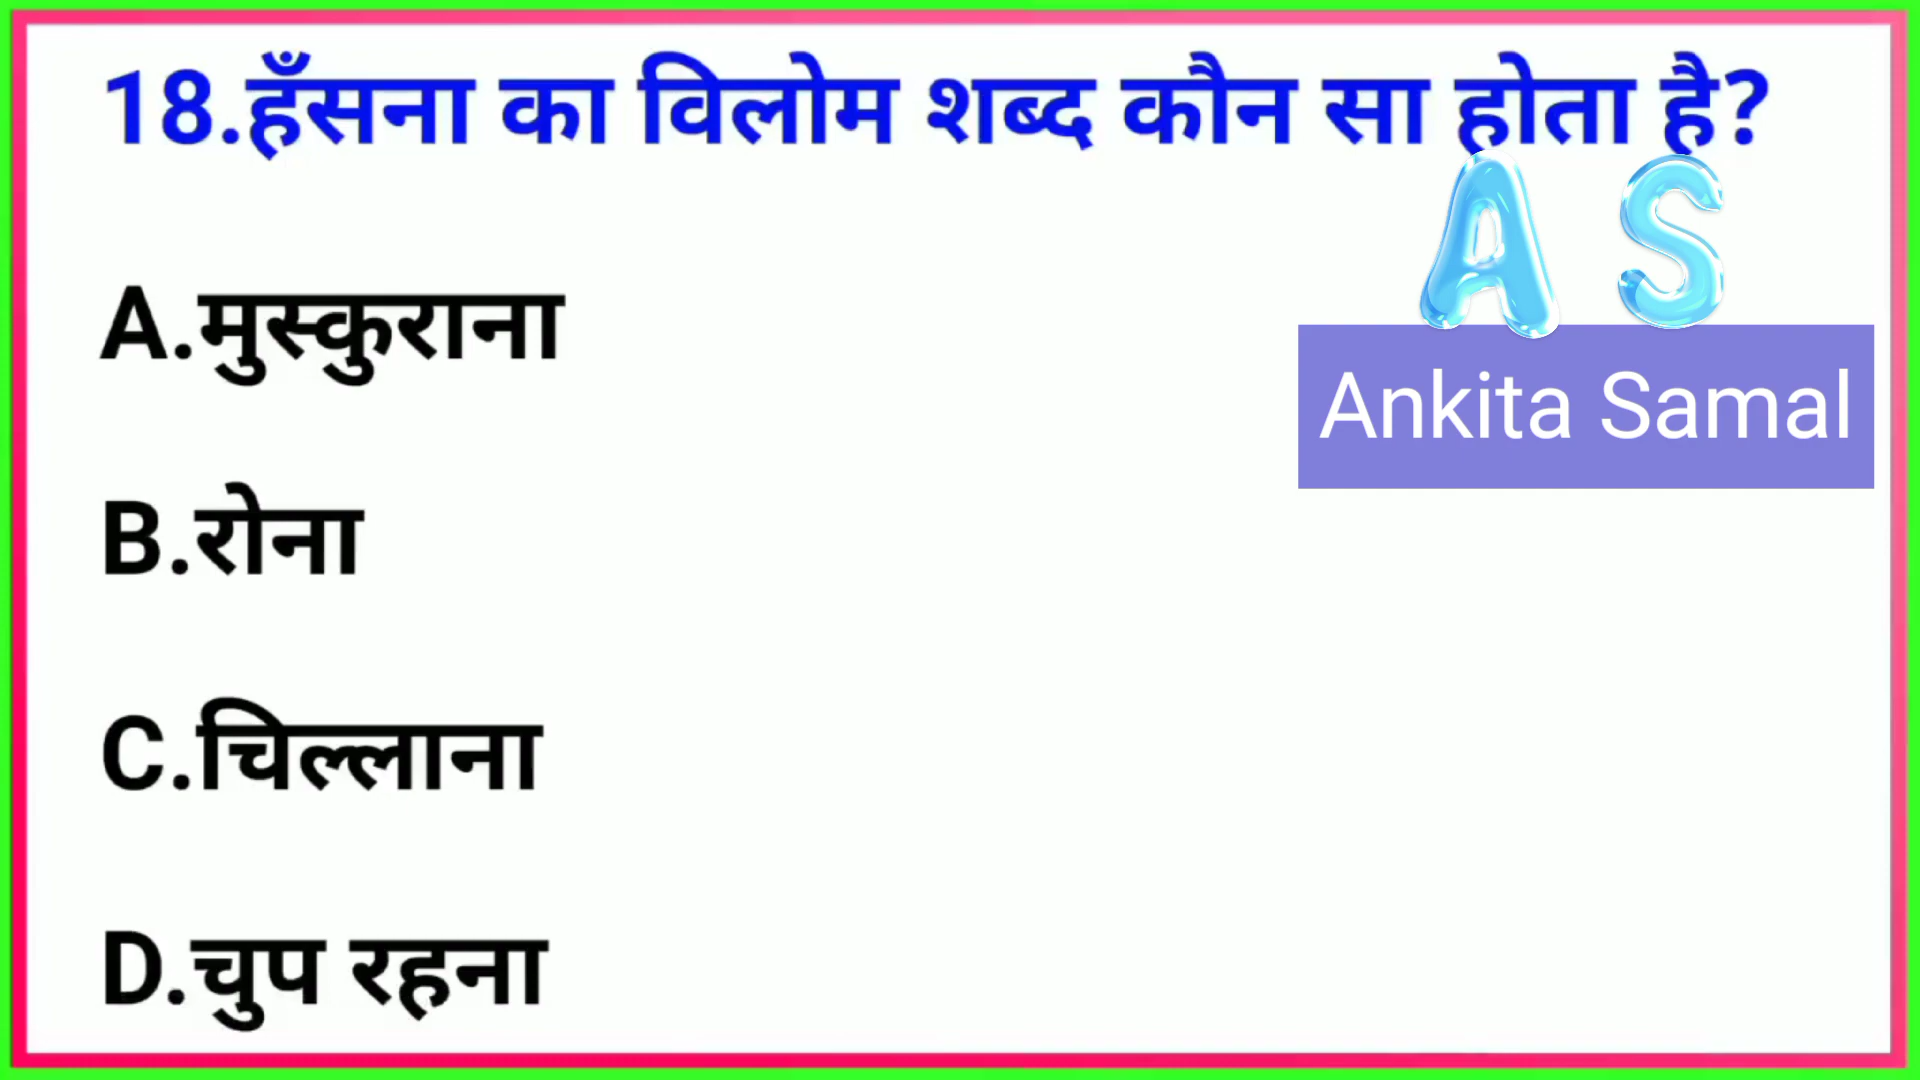 18.हँसना का विलोम शब्द कौन सा होता है?
A S
A.मुस्कुराना
Ankita Samal
B.रोना
C.चिल्लाना
D.चुप रहना